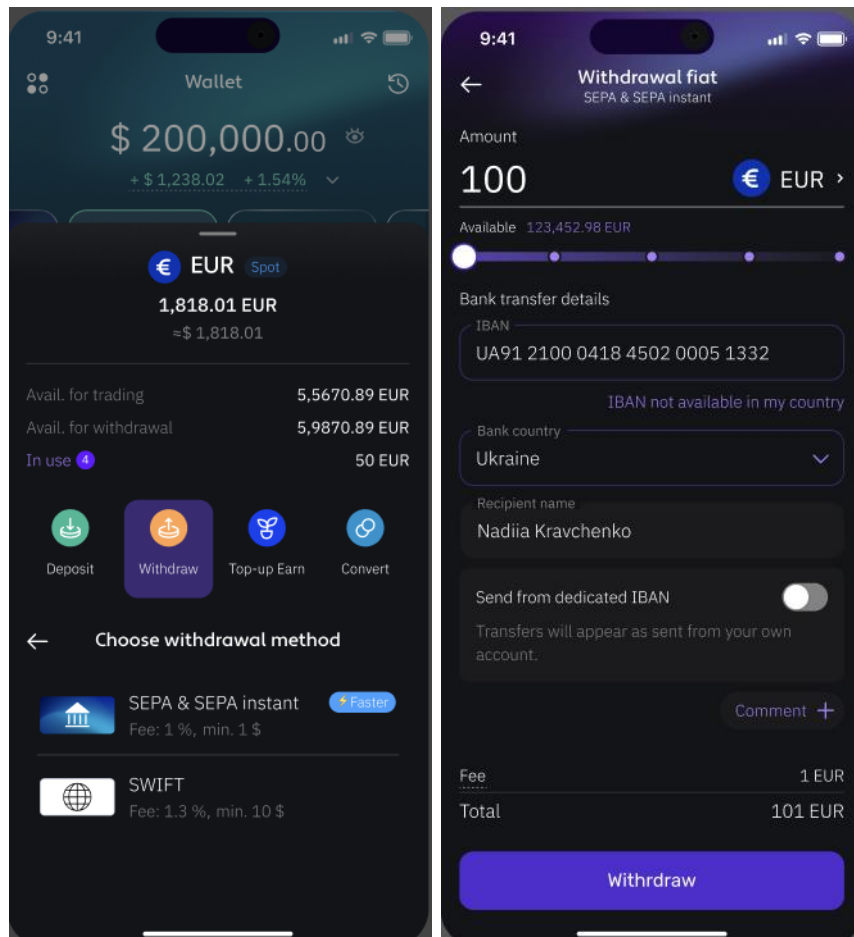 9:41
Wallet
$ 200,000.00
+ $ 1,238.02 + 1.54%
€ EUR Spot
1,818.01 EUR
≈$ 1,818.01
Avail. for trading 5,5670.89 EUR
Avail. for withdrawal 5,9870.89 EUR
In use 4 50 EUR
Deposit Withdraw Top-up Earn Convert
Choose withdrawal method
SEPA & SEPA instant ⚡Faster
Fee: 1 %, min. 1 $
SWIFT
Fee: 1.3 %, min. 10 $
9:41
Withdrawal fiat
SEPA & SEPA instant
Amount
100 € EUR
Available 123,452.98 EUR
Bank transfer details
IBAN
UA91 2100 0418 4502 0005 1332
IBAN not available in my country
Bank country
Ukraine
Recipient name
Nadiia Kravchenko
Send from dedicated IBAN
Transfers will appear as sent from your own
account.
Comment +
Fee 1 EUR
Total 101 EUR
Withrdraw